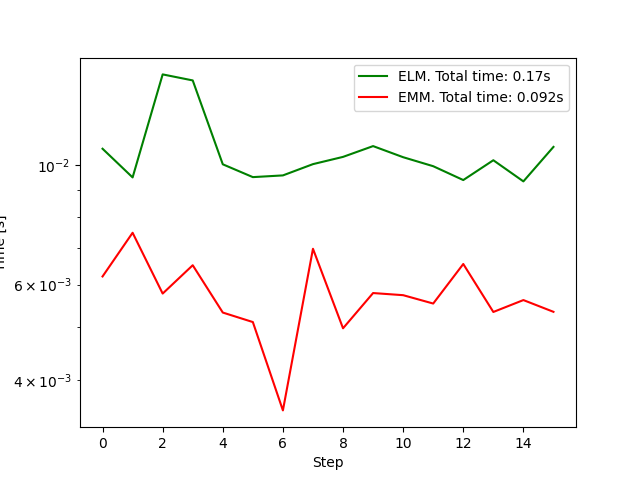 ELM. Total time: 0.17s
EMM. Total time: 0.092s
10⁻²
6 × 10⁻³
4 × 10⁻³
Time [s]
0 2 4 6 8 10 12 14
Step